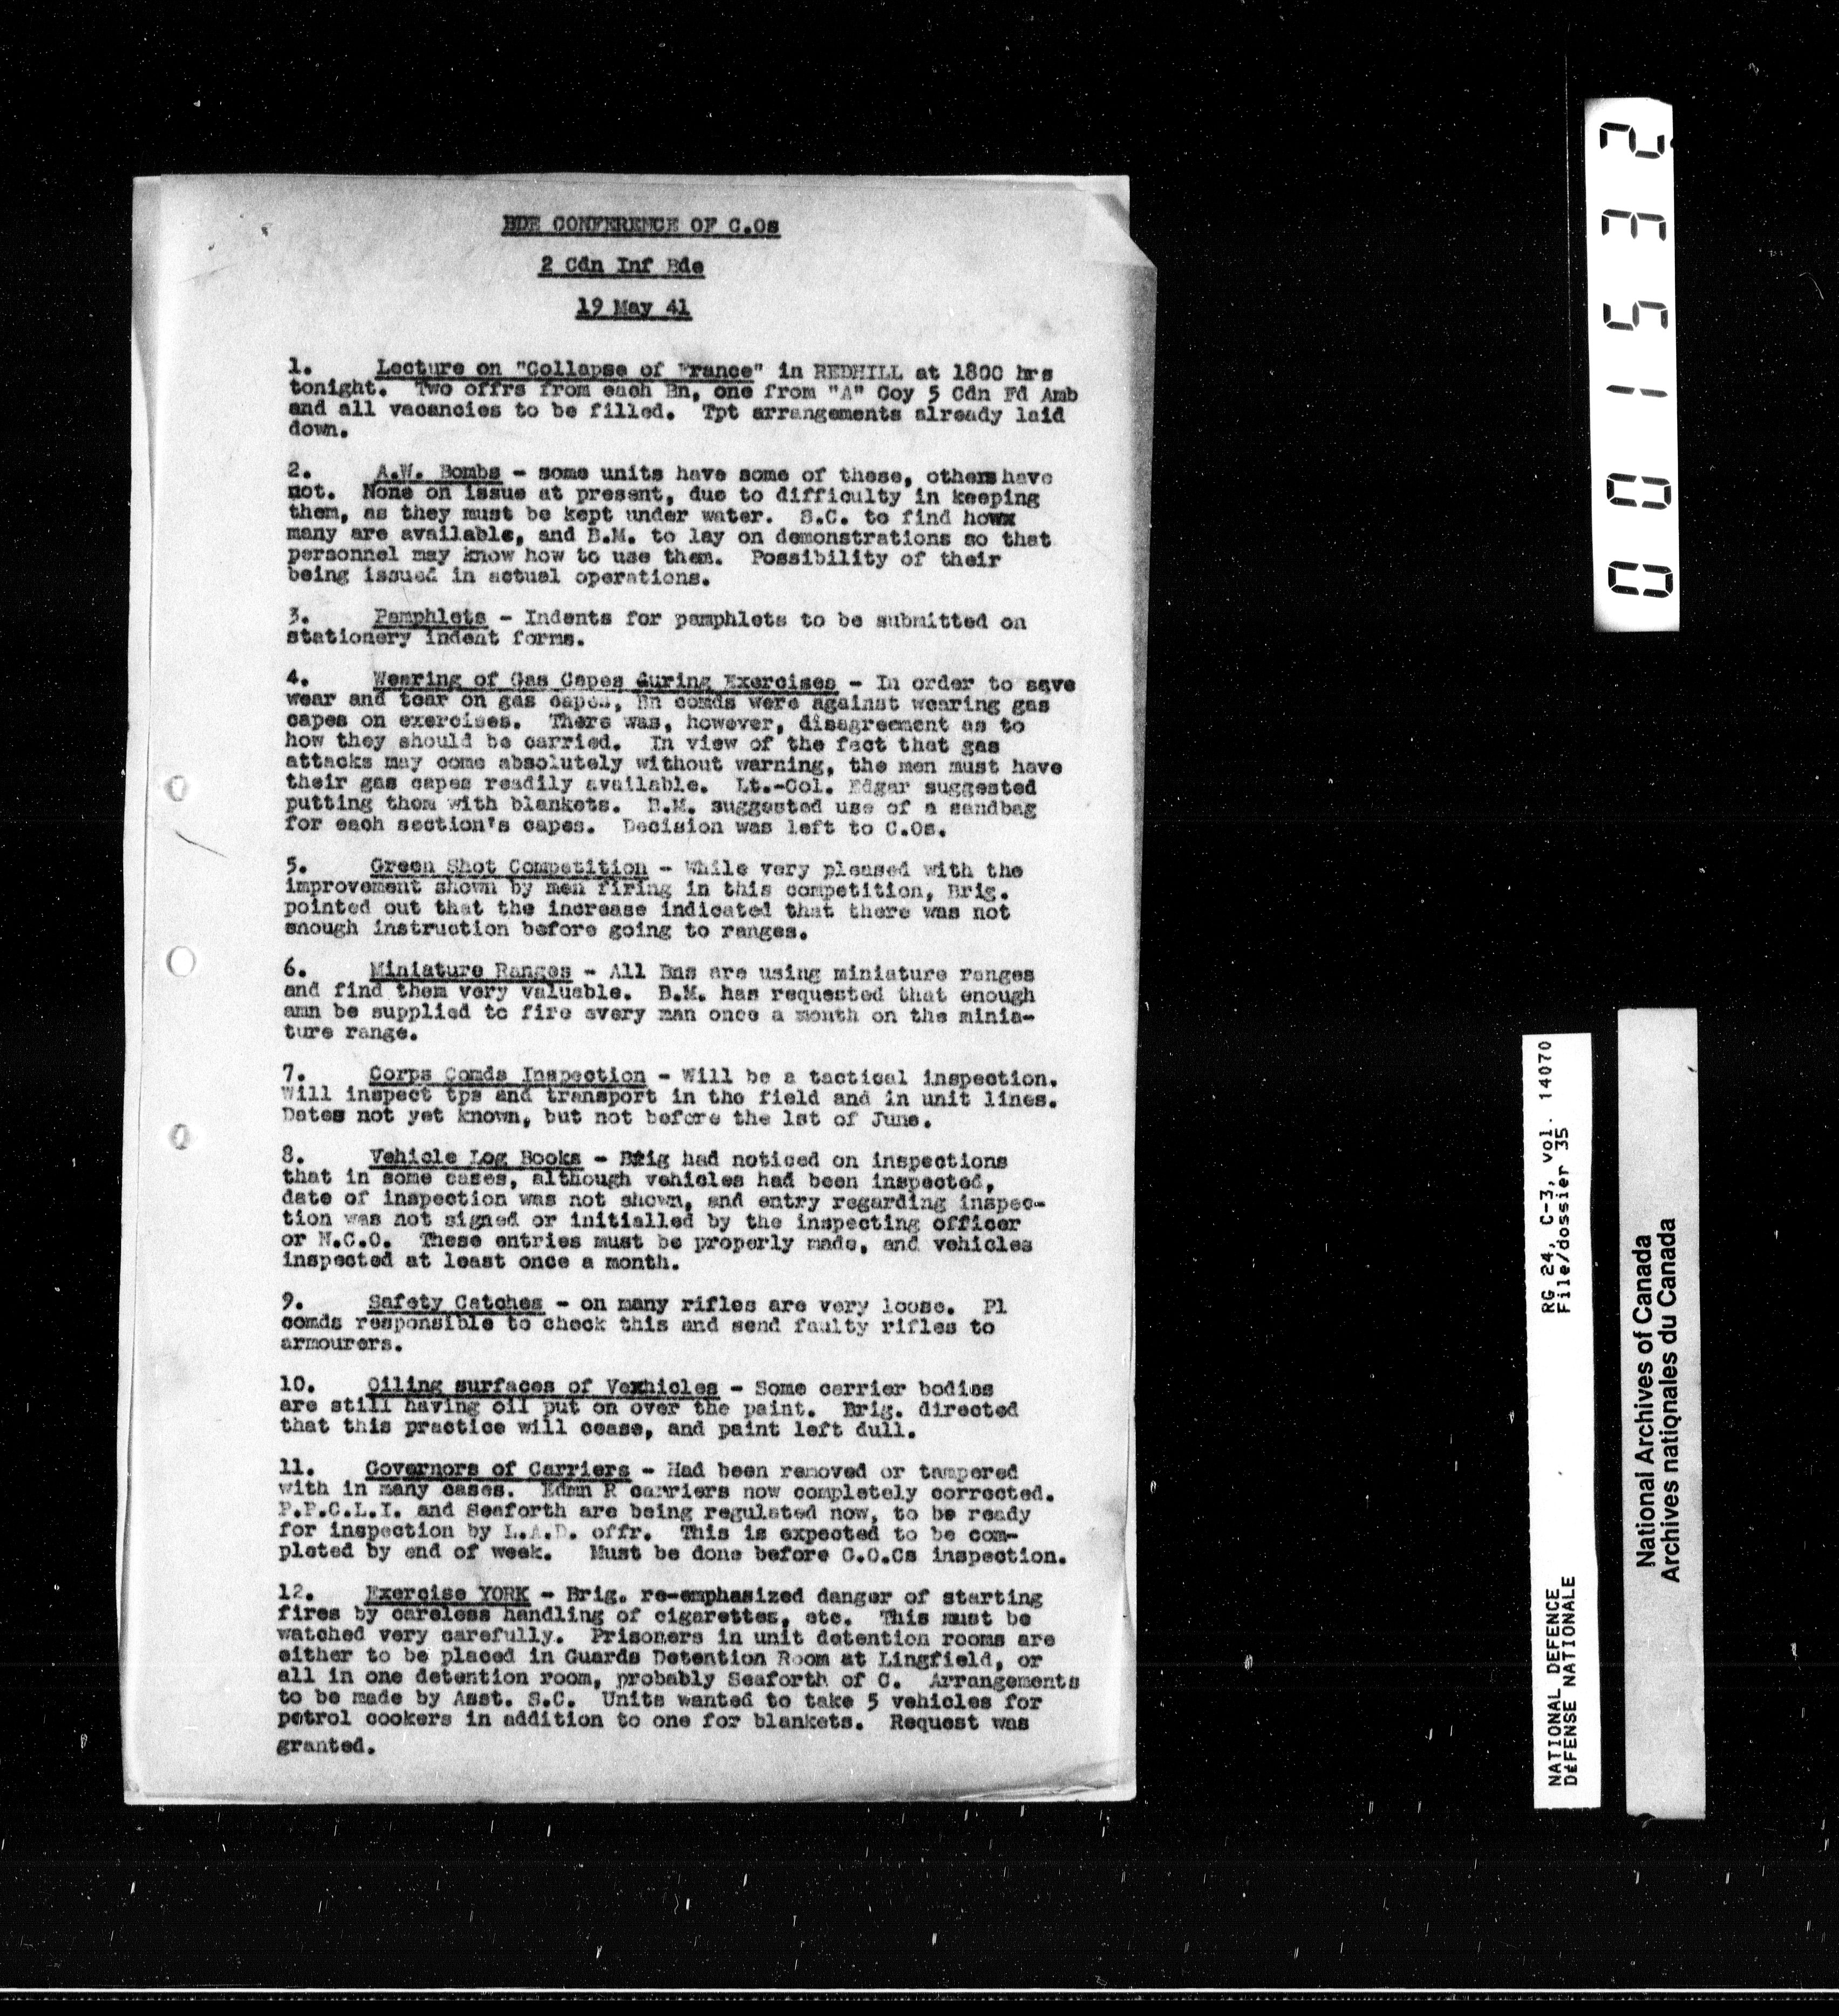 BDE CONFERENCE OF C.Os
2 Cdn Inf Bde
19 May 41
1. Lecture on "Collapse of France" in REDHILL at 1800 hrs
tonight. Two offrs from each Bn, one from "A" Coy 5 Cdn Fd Amb
and all vacancies to be filled. Tpt arrangements already laid
down.
2. A.W. Bombs - some units have some of these, others have
not. None on issue at present, due to difficulty in keeping
them, as they must be kept under water. S.C. to find howx
many are available, and B.M. to lay on demonstrations so that
personnel may know how to use them. Possibility of their
being issued in actual operations.
3. Pamphlets - Indents for pamphlets to be submitted on
stationery indent forms.
4. Wearing of Gas Capes during Exercises - In order to save
wear and tear on gas capes, Bn comds were against wearing gas
capes on exercises. There was, however, disagreement as to
how they should be carried. In view of the fact that gas
attacks may come absolutely without warning, the men must have
their gas capes readily available. Lt.-Col. Edgar suggested
putting them with blankets. B.M. suggested use of a sandbag
for each section's capes. Decision was left to C.Os.
5. Green Shot Competition - While very pleased with the
improvement shown by men firing in this competition, Brig.
pointed out that the increase indicated that there was not
enough instruction before going to ranges.
6. Miniature Ranges - All Bns are using miniature ranges
and find them very valuable. B.M. has requested that enough
amn be supplied to fire every man once a month on the minia-
ture range.
7. Corps Comds Inspection - Will be a tactical inspection.
Will inspect tps and transport in the field and in unit lines.
Dates not yet known, but not before the 1st of June.
8. Vehicle Log Books - Brig had noticed on inspections
that in some cases, although vehicles had been inspected,
date of inspection was not shown, and entry regarding inspec-
tion was not signed or initialled by the inspecting officer
or N.C.O. These entries must be properly made, and vehicles
inspected at least once a month.
9. Safety Catches - on many rifles are very loose. Pl
comds responsible to check this and send faulty rifles to
armourers.
10. Oiling surfaces of Vexhicles - Some carrier bodies
are still having oil put on over the paint. Brig. directed
that this practice will cease, and paint left dull.
11. Governors of Carriers - Had been removed or tampered
with in many cases. Edmn R carriers now completely corrected.
P.P.C.L.I. and Seaforth are being regulated now, to be ready
for inspection by L.A.D. offr. This is expected to be com-
pleted by end of week. Must be done before G.O.Cs inspection.
12. Exercise YORK - Brig. re-emphasized danger of starting
fires by careless handling of cigarettes, etc. This must be
watched very carefully. Prisoners in unit detention rooms are
either to be placed in Guards Detention Room at Lingfield, or
all in one detention room, probably Seaforth of C. Arrangements
to be made by Asst. S.C. Units wanted to take 5 vehicles for
petrol cookers in addition to one for blankets. Request was
granted.
001532
NATIONAL DEFENCE RG 24, C-3, vol. 14070
DÉFENSE NATIONALE File/dossier 35
National Archives of Canada
Archives nationales du Canada